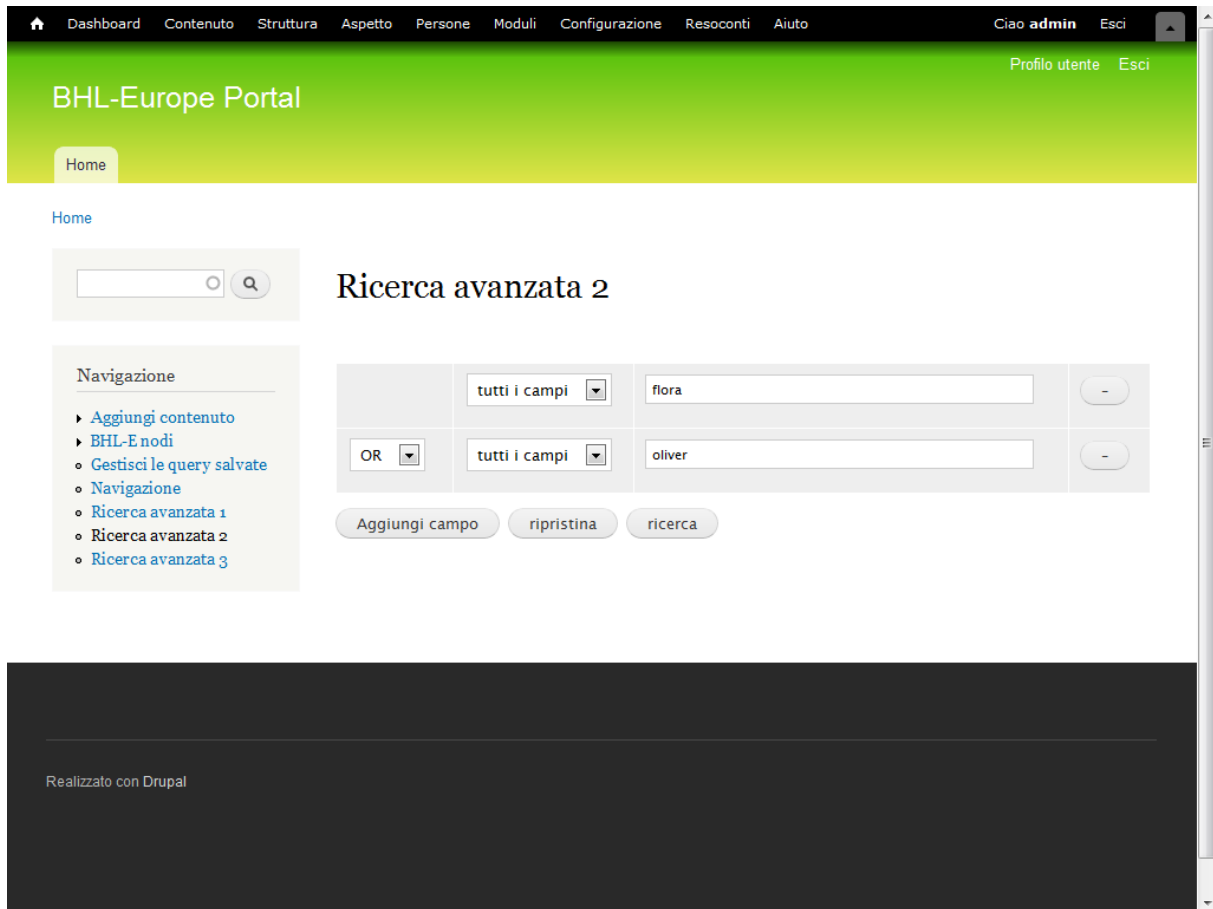 Dashboard Contenuto Struttura Aspetto Persone Moduli Configurazione Resoconti Aiuto Ciao admin Esci
Profilo utente Esci
BHL-Europe Portal
Home
Home
Ricerca avanzata 2
Navigazione
Aggiungi contenuto
BHL-E nodi
Gestisci le query salvate
Navigazione
Ricerca avanzata 1
Ricerca avanzata 2
Ricerca avanzata 3
tutti i campi flora -
OR tutti i campi oliver -
Aggiungi campo ripristina ricerca
Realizzato con Drupal